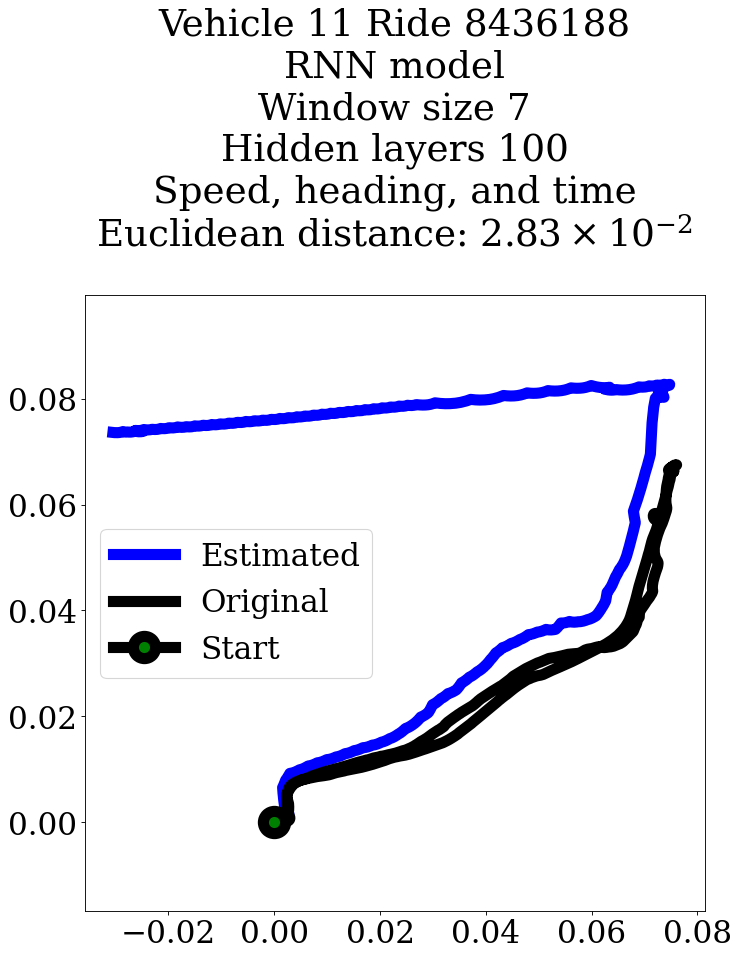 Vehicle 11 Ride 8436188
RNN model
Window size 7
Hidden layers 100
Speed, heading, and time
Euclidean distance: 2.83 × 10⁻²
0.08
0.06
0.04
0.02
0.00
Estimated
Original
Start
−0.02 0.00 0.02 0.04 0.06 0.08